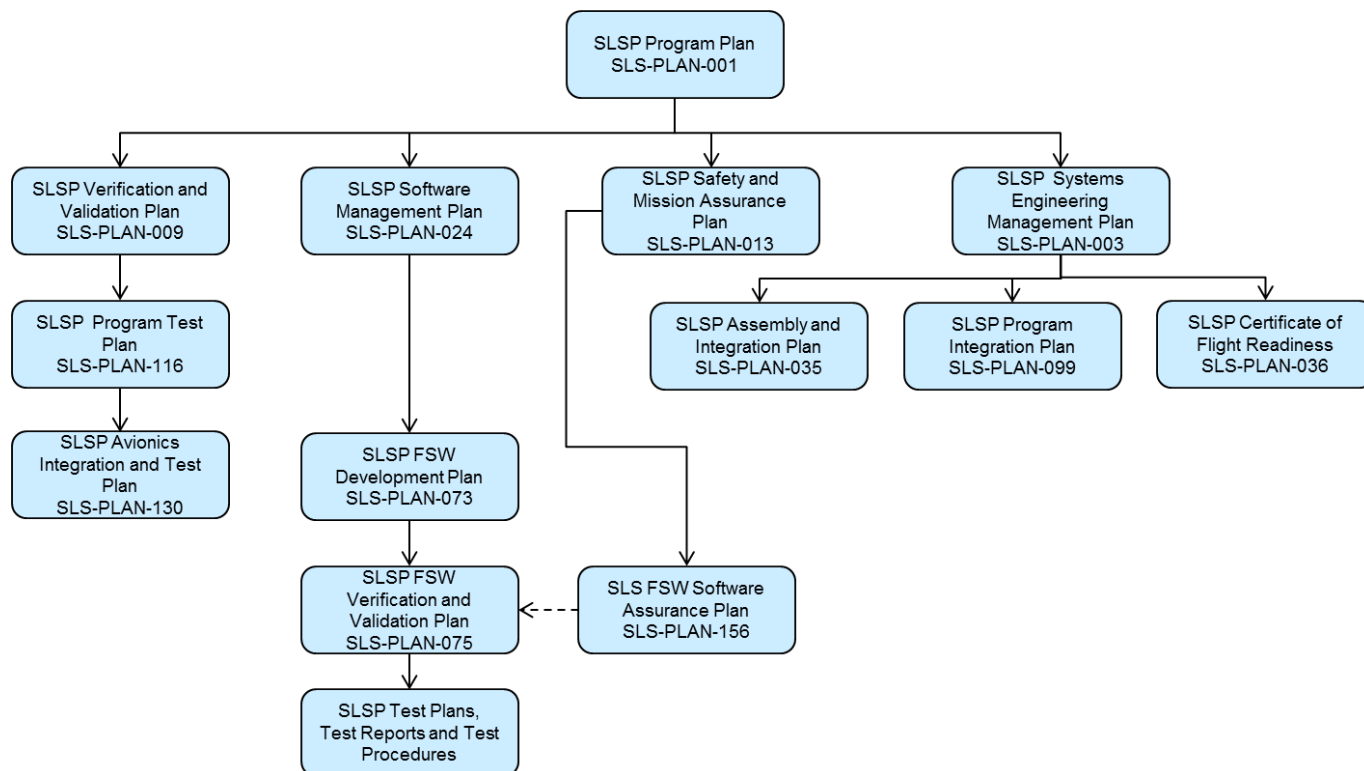 SLSP Program Plan
SLS-PLAN-001
SLSP Verification and
Validation Plan
SLS-PLAN-009
SLSP Software
Management Plan
SLS-PLAN-024
SLSP Safety and
Mission Assurance
Plan
SLS-PLAN-013
SLSP Systems
Engineering
Management Plan
SLS-PLAN-003
SLSP Program Test
Plan
SLS-PLAN-116
SLSP Assembly and
Integration Plan
SLS-PLAN-035
SLSP Program
Integration Plan
SLS-PLAN-099
SLSP Certificate of
Flight Readiness
SLS-PLAN-036
SLSP Avionics
Integration and Test
Plan
SLS-PLAN-130
SLSP FSW
Development Plan
SLS-PLAN-073
SLSP FSW
Verification and
Validation Plan
SLS-PLAN-075
SLS FSW Software
Assurance Plan
SLS-PLAN-156
SLSP Test Plans,
Test Reports and Test
Procedures